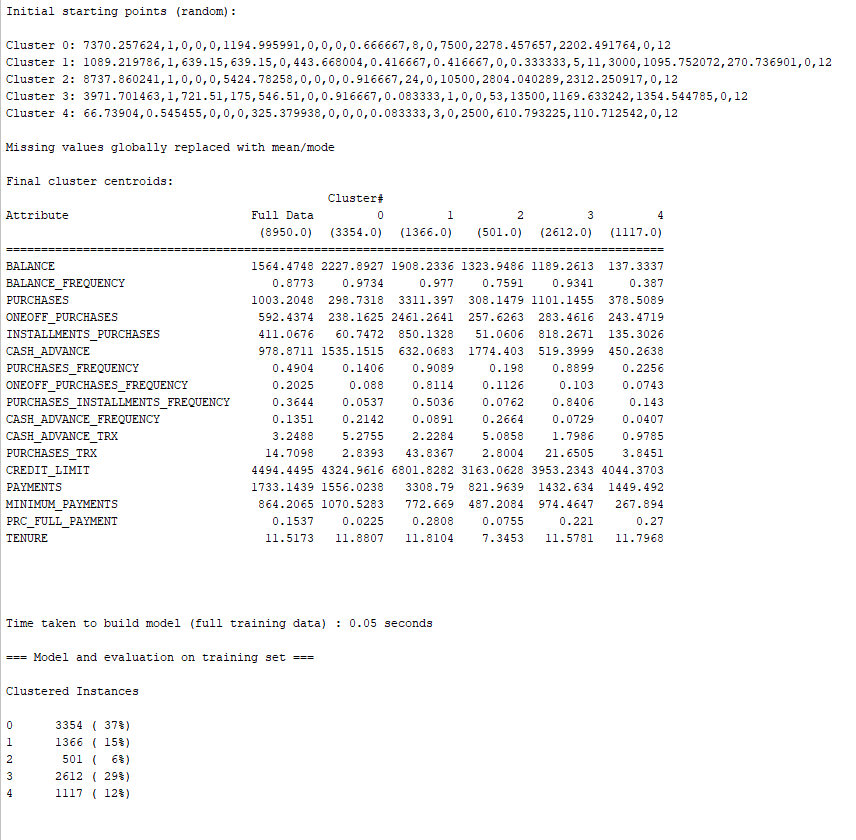 Initial starting points (random):
Cluster 0: 7370.257624,1,0,0,0,1194.995991,0,0,0,0.666667,8,0,7500,2278.457657,2202.491764,0,12
Cluster 1: 1089.219786,1,639.15,639.15,0,443.668004,0.416667,0.416667,0,0.333333,5,11,3000,1095.752072,270.736901,0,12
Cluster 2: 8737.860241,1,0,0,0,5424.78258,0,0,0,0.916667,24,0,10500,2804.040289,2312.250917,0,12
Cluster 3: 3971.701463,1,721.51,175,546.51,0,0.916667,0.083333,1,0,0,53,13500,1169.633242,1354.544785,0,12
Cluster 4: 66.73904,0.545455,0,0,0,325.379938,0,0,0,0.083333,3,0,2500,610.793225,110.712542,0,12
Missing values globally replaced with mean/mode
Final cluster centroids:
Cluster#
Attribute Full Data 0 1 2 3 4
(8950.0) (3354.0) (1366.0) (501.0) (2612.0) (1117.0)
==================================================================================================
BALANCE 1564.4748 2227.8927 1908.2336 1323.9486 1189.2613 137.3337
BALANCE_FREQUENCY 0.8773 0.9734 0.977 0.7591 0.9341 0.387
PURCHASES 1003.2048 298.7318 3311.397 308.1479 1101.1455 378.5089
ONEOFF_PURCHASES 592.4374 238.1625 2461.2641 257.6263 283.4616 243.4719
INSTALLMENTS_PURCHASES 411.0676 60.7472 850.1328 51.0606 818.2671 135.3026
CASH_ADVANCE 978.8711 1535.1515 632.0683 1774.403 519.3999 450.2638
PURCHASES_FREQUENCY 0.4904 0.1406 0.9089 0.198 0.8899 0.2256
ONEOFF_PURCHASES_FREQUENCY 0.2025 0.088 0.8114 0.1126 0.103 0.0743
PURCHASES_INSTALLMENTS_FREQUENCY 0.3644 0.0537 0.5036 0.0762 0.8406 0.143
CASH_ADVANCE_FREQUENCY 0.1351 0.2142 0.0891 0.2664 0.0729 0.0407
CASH_ADVANCE_TRX 3.2488 5.2755 2.2284 5.0858 1.7986 0.9785
PURCHASES_TRX 14.7098 2.8393 43.8367 2.8004 21.6505 3.8451
CREDIT_LIMIT 4494.4495 4324.9616 6801.8282 3163.0628 3953.2343 4044.3703
PAYMENTS 1733.1439 1556.0238 3308.79 821.9639 1432.634 1449.492
MINIMUM_PAYMENTS 864.2065 1070.5283 772.669 487.2084 974.4647 267.894
PRC_FULL_PAYMENT 0.1537 0.0225 0.2808 0.0755 0.221 0.27
TENURE 11.5173 11.8807 11.8104 7.3453 11.5781 11.7968
Time taken to build model (full training data) : 0.05 seconds
=== Model and evaluation on training set ===
Clustered Instances
0 3354 ( 37%)
1 1366 ( 15%)
2 501 ( 6%)
3 2612 ( 29%)
4 1117 ( 12%)